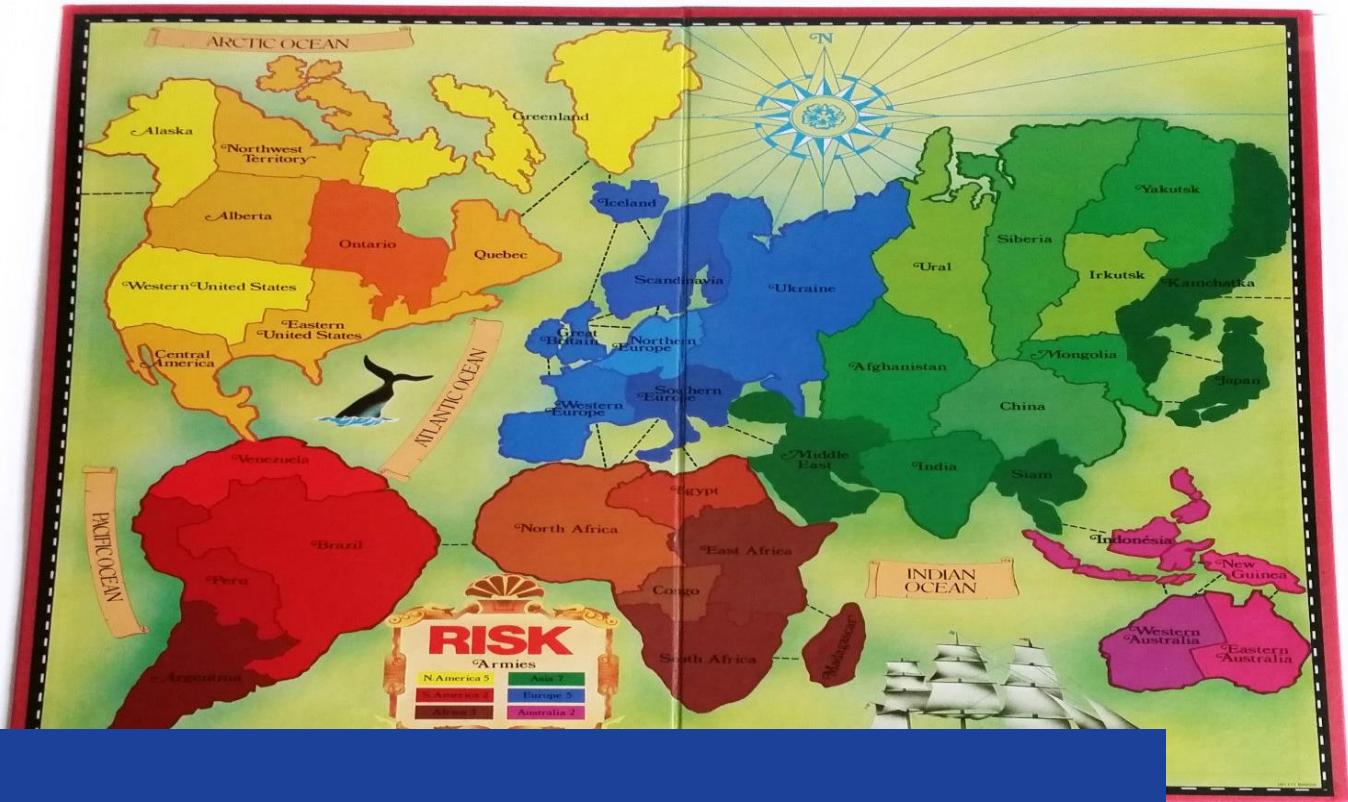 ARCTIC OCEAN
N
Alaska
Northwest
Territory
Greenland
Alberta
Ontario
Quebec
Western United States
Eastern
United States
Central
America
ATLANTIC OCEAN
PACIFIC OCEAN
Venezuela
Brazil
Peru
Argentina
Iceland
Scandinavia
Ukraine
Great
Britain
Northern
Europe
Western
Europe
Southern
Europe
Ural
Siberia
Yakutsk
Irkutsk
Kamchatka
Mongolia
Japan
Afghanistan
China
Middle
East
India
Siam
North Africa
Egypt
East Africa
Congo
South Africa
Madagascar
INDIAN
OCEAN
Indonésia
New
Guinea
Western
Australia
Eastern
Australia
RISK
Armies
N. America 5
Asia 7
S. America 2
Europe 5
Africa 3
Australia 2